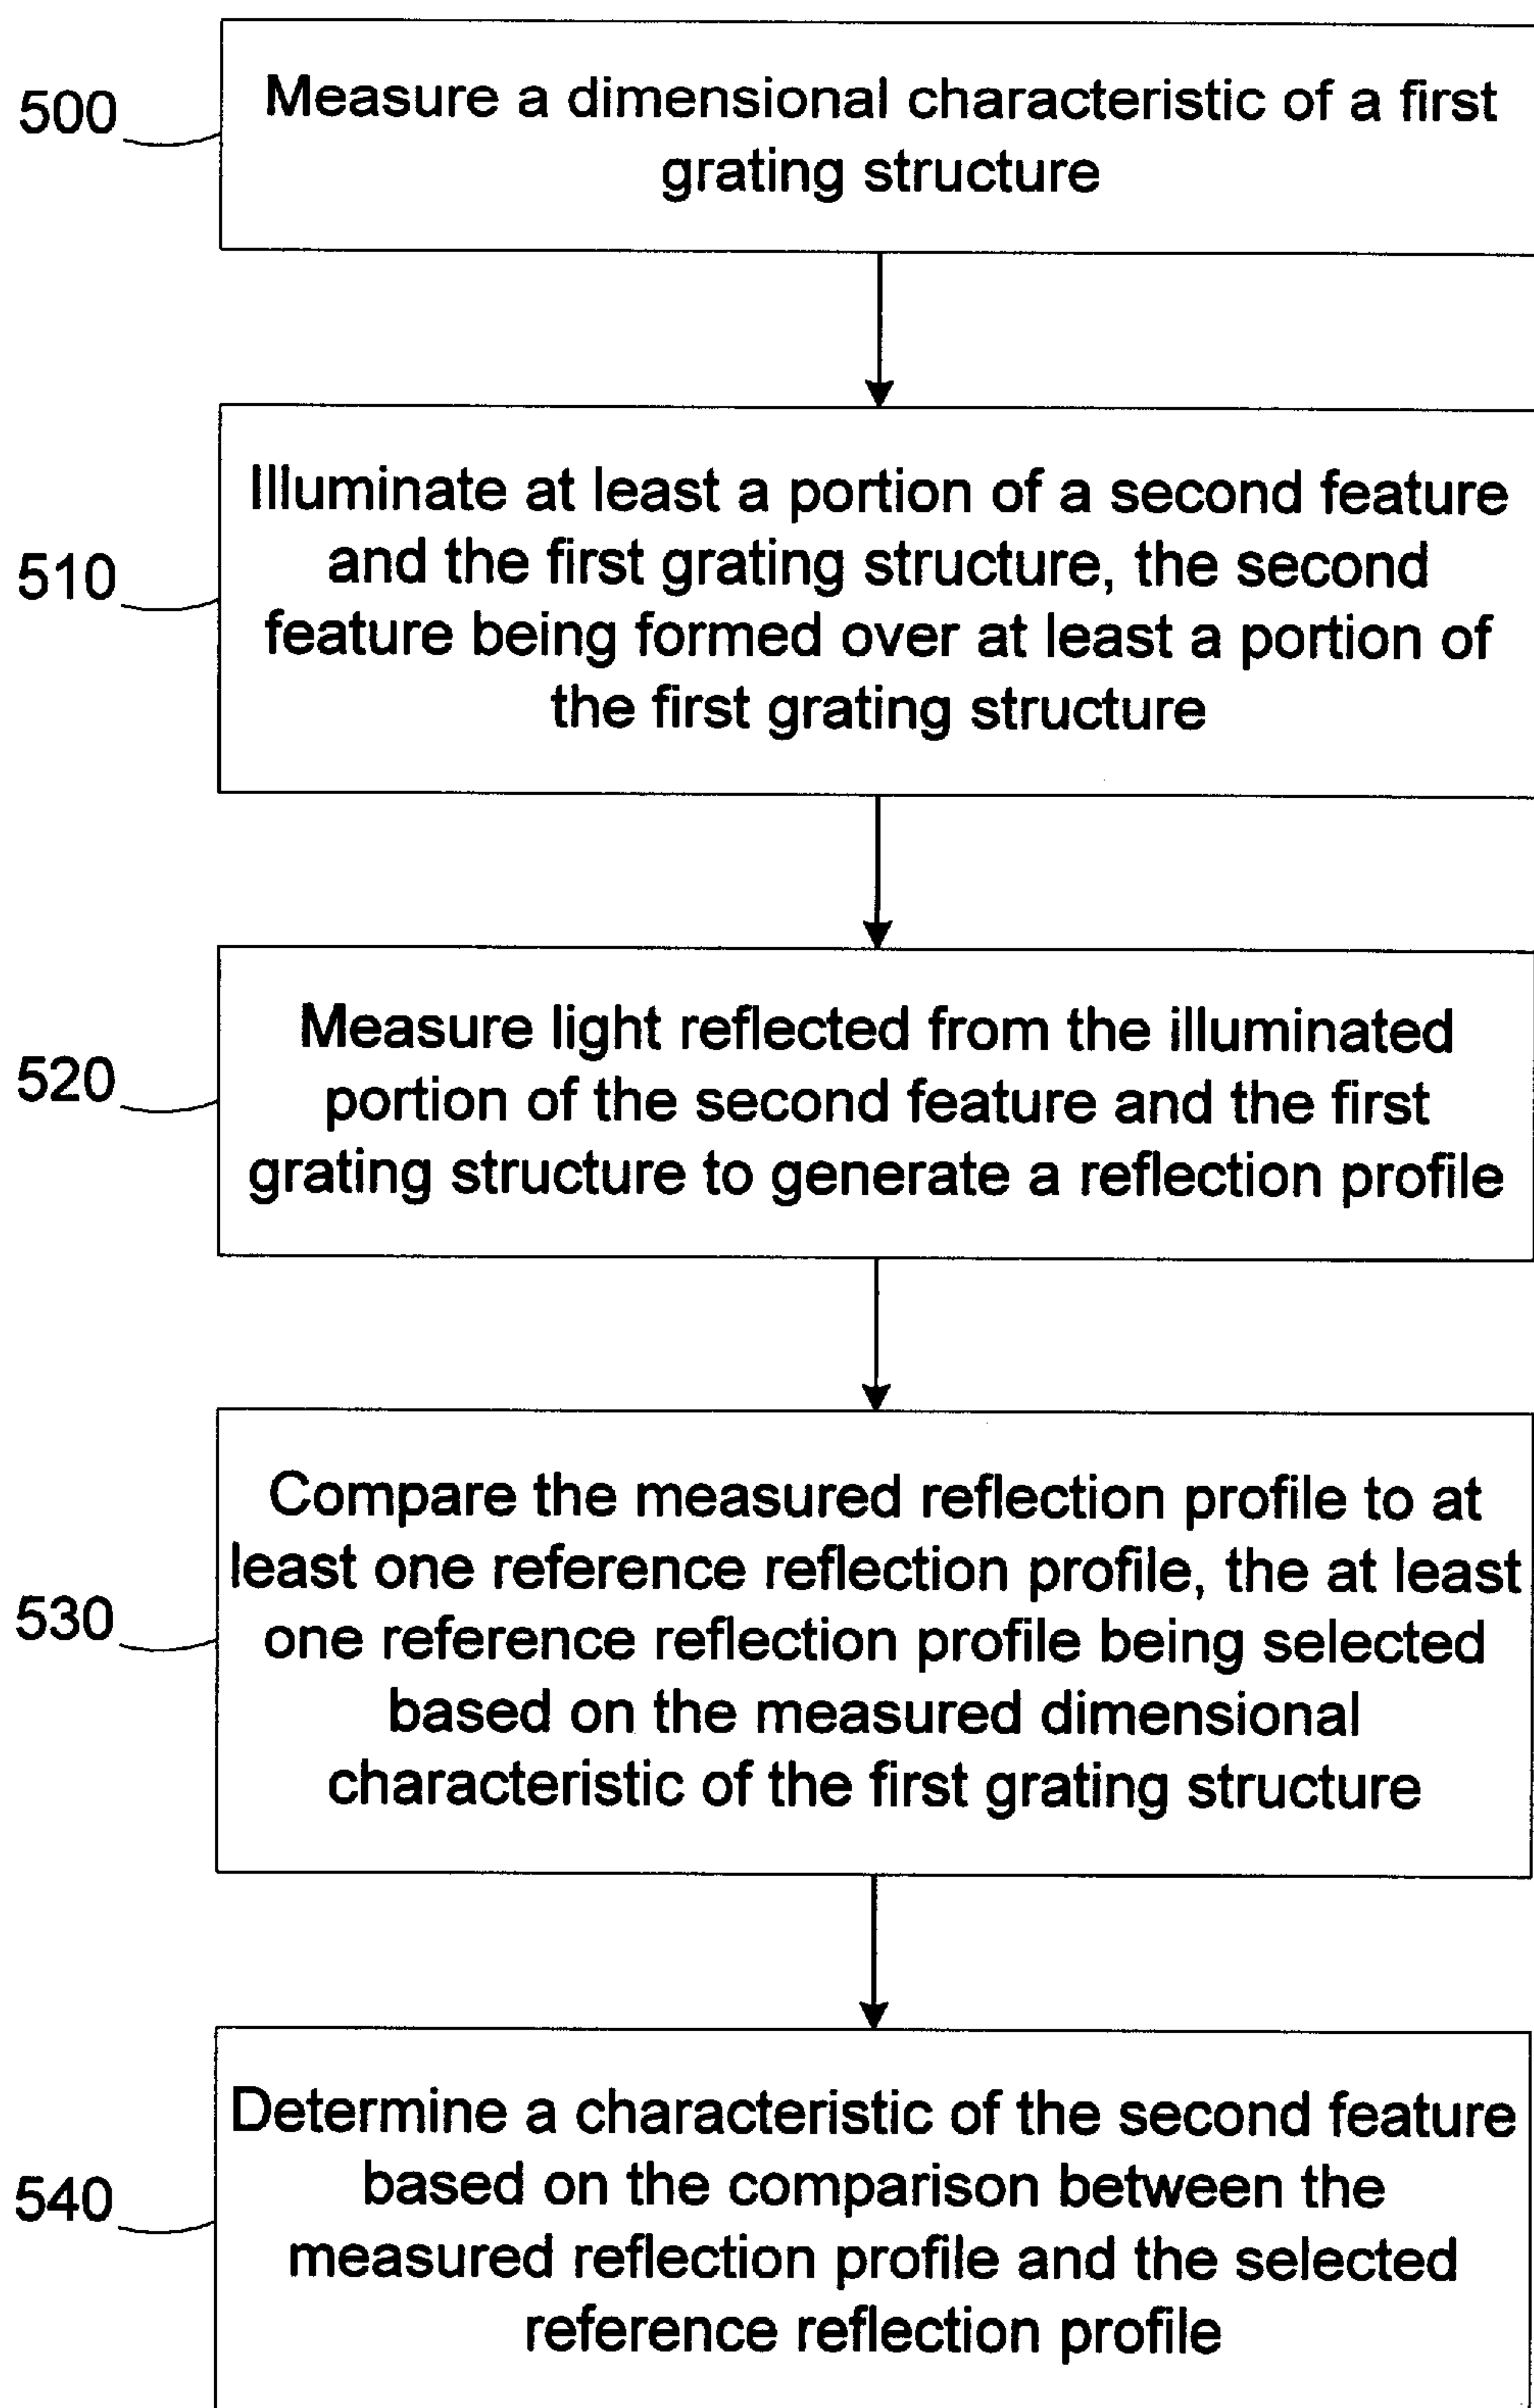 500
Measure a dimensional characteristic of a first
grating structure
510
Illuminate at least a portion of a second feature
and the first grating structure, the second
feature being formed over at least a portion of
the first grating structure
520
Measure light reflected from the illuminated
portion of the second feature and the first
grating structure to generate a reflection profile
530
Compare the measured reflection profile to at
least one reference reflection profile, the at least
one reference reflection profile being selected
based on the measured dimensional
characteristic of the first grating structure
540
Determine a characteristic of the second feature
based on the comparison between the
measured reflection profile and the selected
reference reflection profile